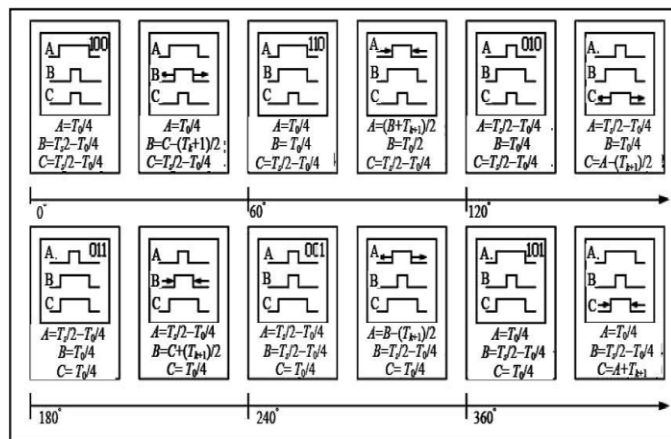 A 100
B
C
A=T₀/4
B=Tₛ/2−T₀/4
C=Tₛ/2−T₀/4
A
B
C
A=T₀/4
B=C−(Tₖ+1)/2
C=Tₛ/2−T₀/4
A 110
B
C
A=T₀/4
B= T₀/4
C=Tₛ/2−T₀/4
A
B
C
A=(B+Tₖ₊₁)/2
B=T₀/2
C=Tₛ/2−T₀/4
A 010
B
C
A=Tₛ/2−T₀/4
B=T₀/4
C=Tₛ/2−T₀/4
A.
B
C
A=Tₛ/2−T₀/4
B=T₀/4
C=A−(Tₖ₊₁)/2
0° 60° 120°
A. 011
B
C
A=Tₛ/2−T₀/4
B=T₀/4
C= T₀/4
A
B
C
A=Tₛ/2−T₀/4
B=C+(Tₖ₊₁)/2
C= T₀/4
A 001
B
C
A=Tₛ/2−T₀/4
B=Tₛ/2−T₀/4
C= T₀/4
A
B
C
A=B−(Tₖ₊₁)/2
B=Tₛ/2−T₀/4
C= T₀/4
A 101
B
C
A=T₀/4
B=Tₛ/2−T₀/4
C= T₀/4
A.
B
C
A=T₀/4
B=Tₛ/2−T₀/4
C=A+Tₖ₊₁
180° 240° 360°